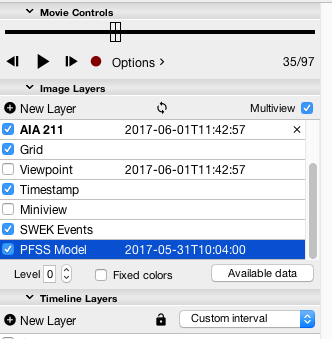 Movie Controls
Options > 35/97
Image Layers
New Layer Multiview
AIA 211 2017-06-01T11:42:57
Grid
Viewpoint 2017-06-01T11:42:57
Timestamp
Miniview
SWEK Events
PFSS Model 2017-05-31T10:04:00
Level 0 Fixed colors Available data
Timeline Layers
New Layer Custom interval